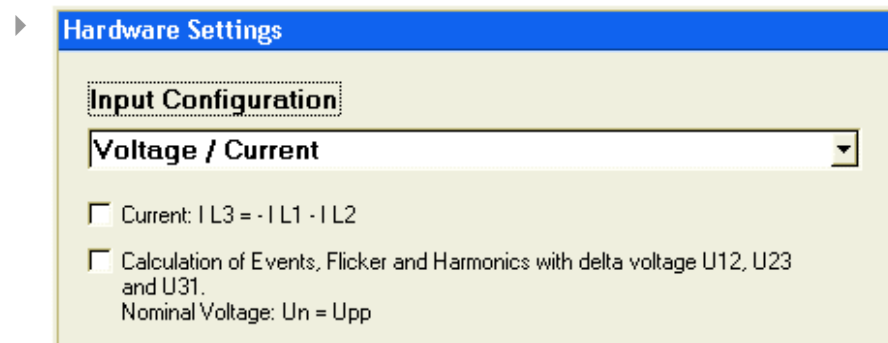 Hardware Settings
Input Configuration
Voltage / Current
Current: I L3 = - I L1 - I L2
Calculation of Events, Flicker and Harmonics with delta voltage U12, U23
and U31.
Nominal Voltage: Un = Upp